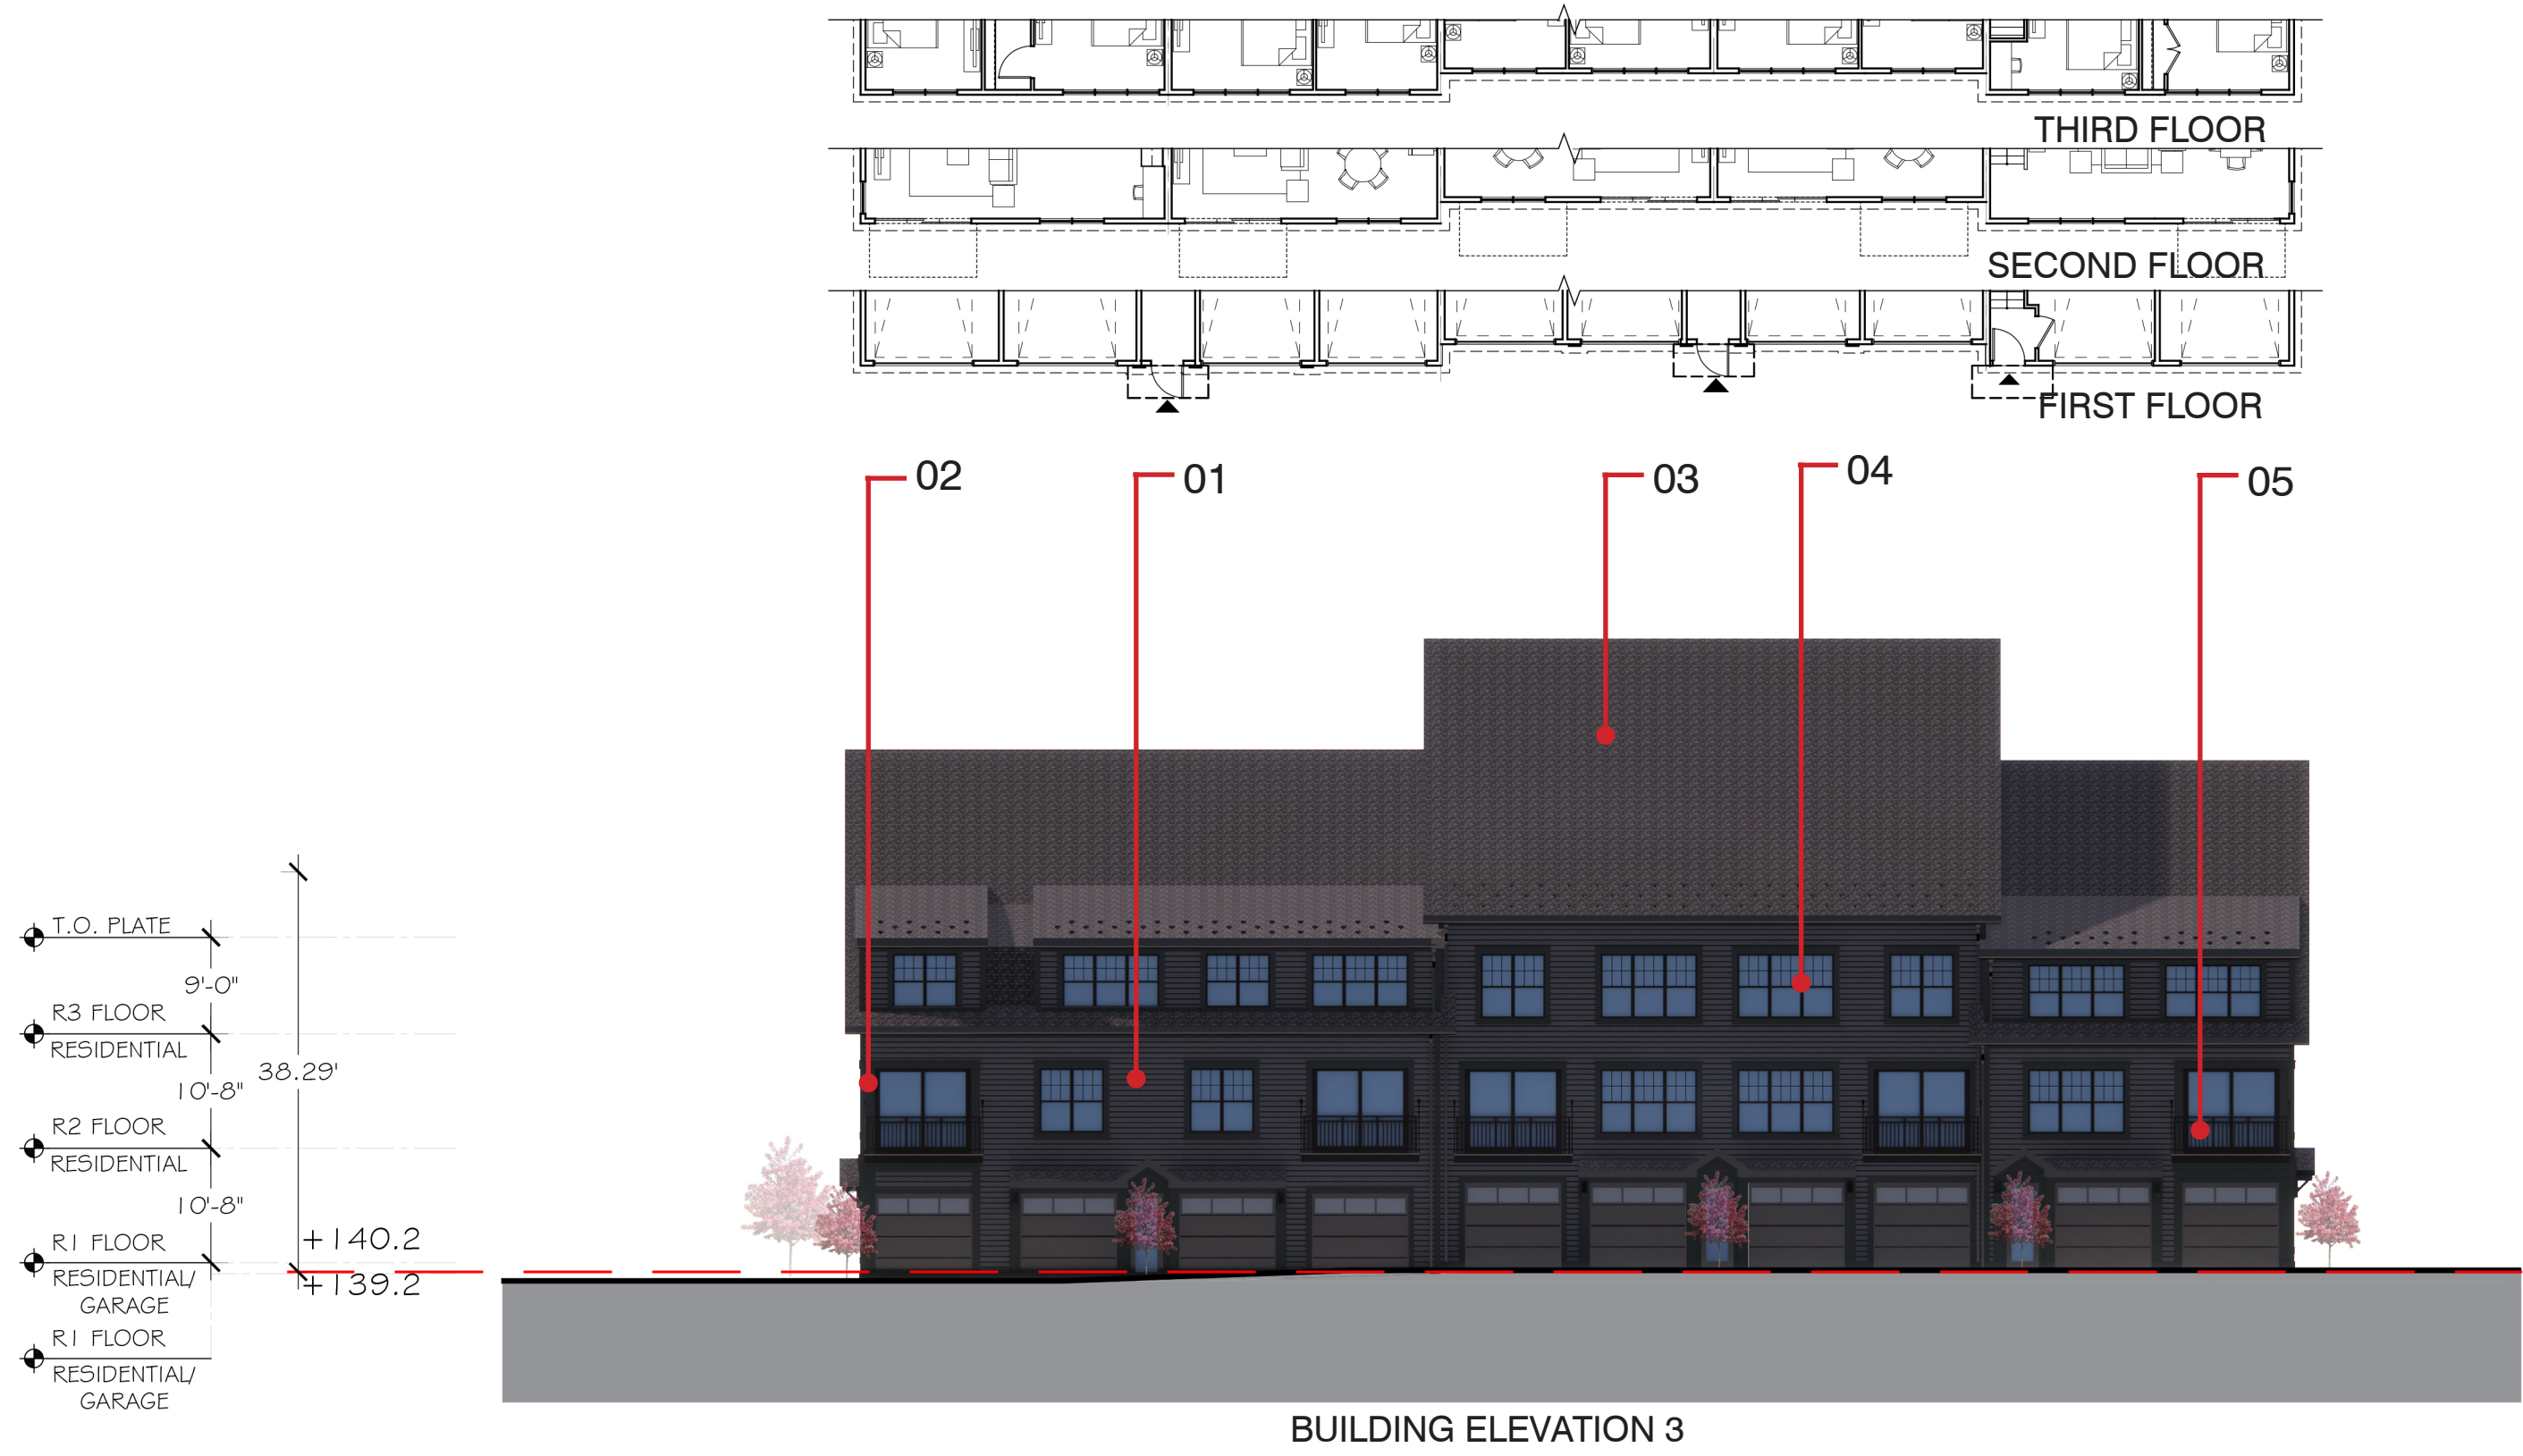 THIRD FLOOR
SECOND FLOOR
FIRST FLOOR
02
01
03
04
05
T.O. PLATE
9'-0"
R3 FLOOR
RESIDENTIAL
38.29'
10'-8"
R2 FLOOR
RESIDENTIAL
10'-8"
R1 FLOOR
+140.2
RESIDENTIAL/
GARAGE
+139.2
R1 FLOOR
RESIDENTIAL/
GARAGE
BUILDING ELEVATION 3